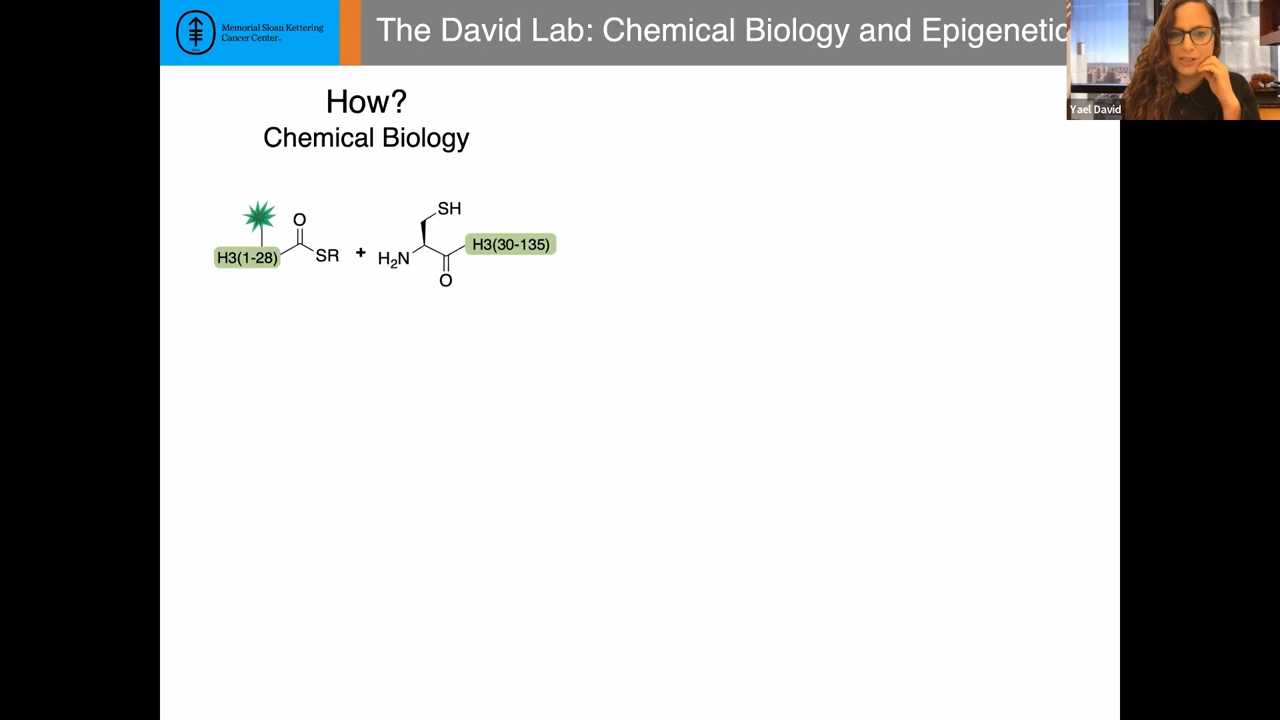 Memorial Sloan Kettering
Cancer Center
The David Lab: Chemical Biology and Epigenetic
Yael David
How?
Chemical Biology
SH
O
H3(30-135)
H3(1-28)
SR
+
H₂N
O